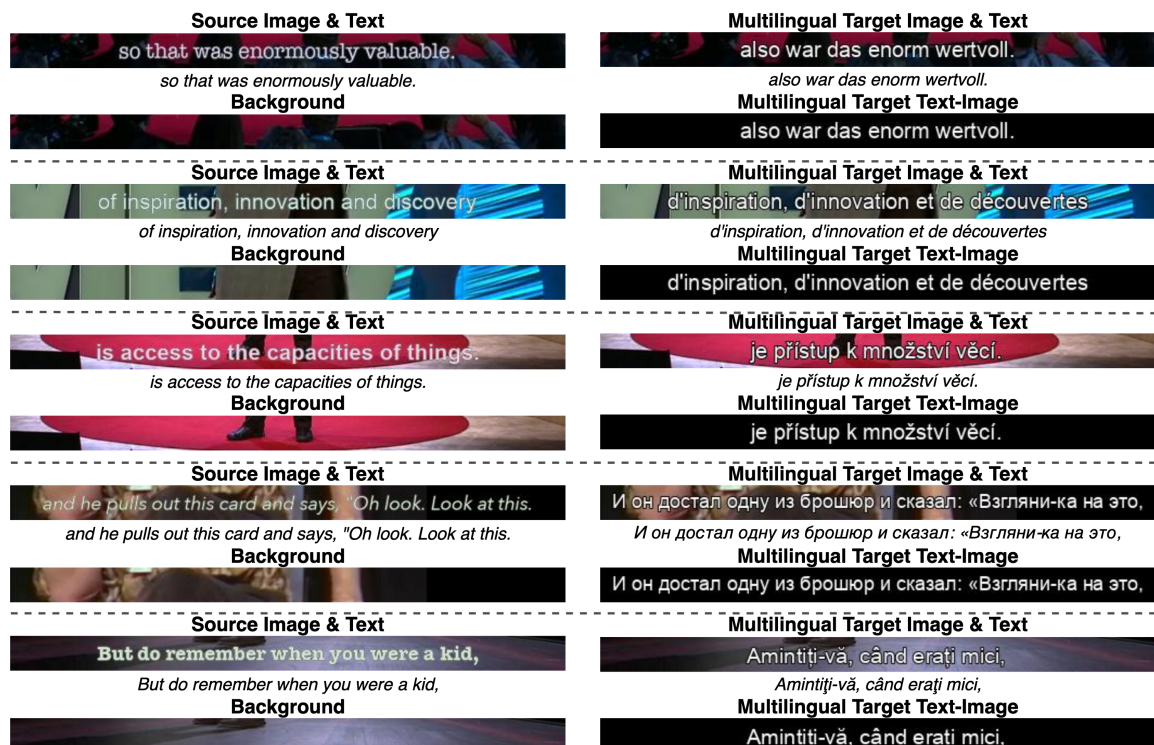 Source Image & Text
so that was enormously valuable.
so that was enormously valuable.
Background
Multilingual Target Image & Text
also war das enorm wertvoll.
also war das enorm wertvoll.
Multilingual Target Text-Image
also war das enorm wertvoll.
Source Image & Text
of inspiration, innovation and discovery
of inspiration, innovation and discovery
Background
Multilingual Target Image & Text
d'inspiration, d'innovation et de découvertes
d'inspiration, d'innovation et de découvertes
Multilingual Target Text-Image
d'inspiration, d'innovation et de découvertes
Source Image & Text
is access to the capacities of things.
is access to the capacities of things.
Background
Multilingual Target Image & Text
je přístup k množství věcí.
je přístup k množství věcí.
Multilingual Target Text-Image
je přístup k množství věcí.
Source Image & Text
and he pulls out this card and says, "Oh look. Look at this.
and he pulls out this card and says, "Oh look. Look at this.
Background
Multilingual Target Image & Text
И он достал одну из брошюр и сказал: «Взгляни-ка на это,
И он достал одну из брошюр и сказал: «Взгляни-ка на это,
Multilingual Target Text-Image
И он достал одну из брошюр и сказал: «Взгляни-ка на это,
Source Image & Text
But do remember when you were a kid,
But do remember when you were a kid,
Background
Multilingual Target Image & Text
Amintiţi-vă, când eraţi mici,
Amintiţi-vă, când eraţi mici,
Multilingual Target Text-Image
Amintiţi-vă, când eraţi mici,